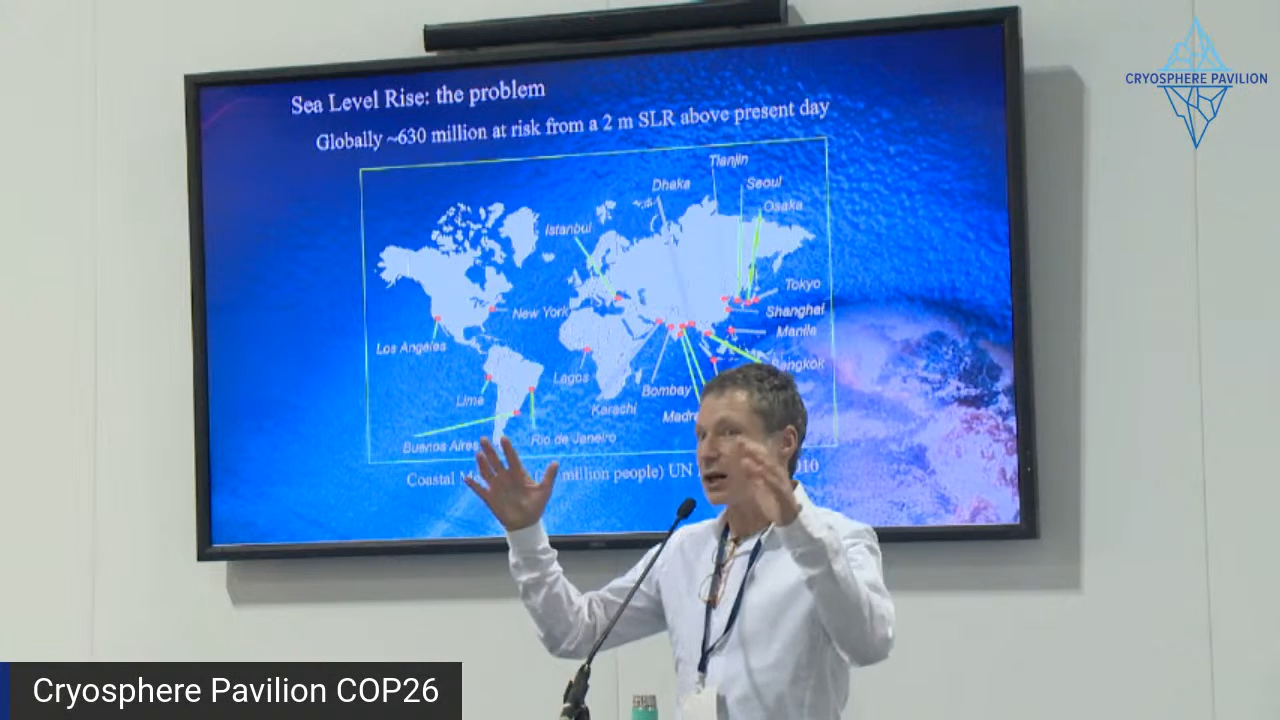 CRYOSPHERE PAVILION
Sea Level Rise: the problem
Globally ~630 million at risk from a 2 m SLR above present day
Tianjin
Dhaka
Seoul
Osaka
Istanbul
Tokyo
New York
Shanghai
Manila
Los Angeles
Bangkok
Lagos
Bombay
Lima
Karachi
Madra
Buenos Aires
Rio de Janeiro
Coastal million people) UN 10
Cryosphere Pavilion COP26